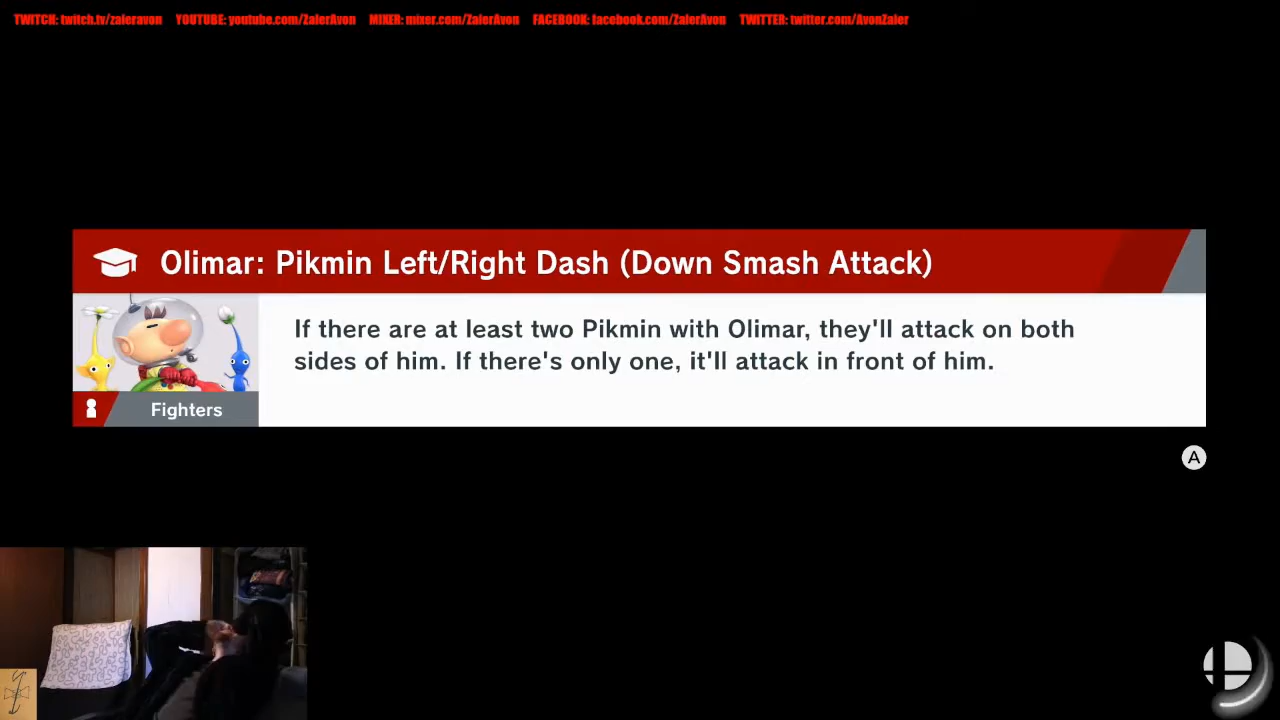 TWITCH: twitch.tv/zaleravon YOUTUBE: youtube.com/ZalerAvon MIXER: mixer.com/ZalerAvon FACEBOOK: facebook.com/ZalerAvon TWITTER: twitter.com/AvonZaler
Olimar: Pikmin Left/Right Dash (Down Smash Attack)
If there are at least two Pikmin with Olimar, they'll attack on both
sides of him. If there's only one, it'll attack in front of him.
Fighters
A